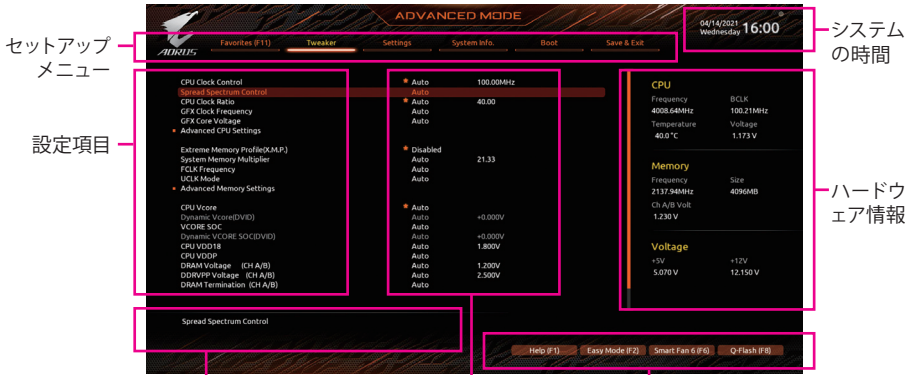 ADVANCED MODE
04/14/2021
Wednesday 16:00
AORUS
Favorites (F11) Tweaker Settings System Info. Boot Save & Exit
セットアップ
メニュー
システム
の時間
CPU Clock Control * Auto 100.00MHz
Spread Spectrum Control Auto
CPU Clock Ratio * Auto 40.00
GFX Clock Frequency Auto
GFX Core Voltage Auto
Advanced CPU Settings
Extreme Memory Profile(X.M.P.) * Disabled
System Memory Multiplier Auto 21.33
FCLK Frequency Auto
UCLK Mode Auto
Advanced Memory Settings
CPU Vcore * Auto
Dynamic Vcore(DVID) Auto +0.000V
VCORE SOC Auto
Dynamic VCORE SOC(DVID) Auto +0.000V
CPU VDD18 Auto 1.800V
CPU VDDP Auto
DRAM Voltage (CH A/B) Auto 1.200V
DDRVPP Voltage (CH A/B) Auto 2.500V
DRAM Termination (CH A/B) Auto
設定項目
CPU
Frequency BCLK
4008.64MHz 100.21MHz
Temperature Voltage
40.0 °C 1.173 V
Memory
Frequency Size
2137.94MHz 4096MB
Ch A/B Volt
1.230 V
Voltage
+5V +12V
5.070 V 12.150 V
ハードウ
ェア情報
Spread Spectrum Control
Help (F1) Easy Mode (F2) Smart Fan 6 (F6) Q-Flash (F8)